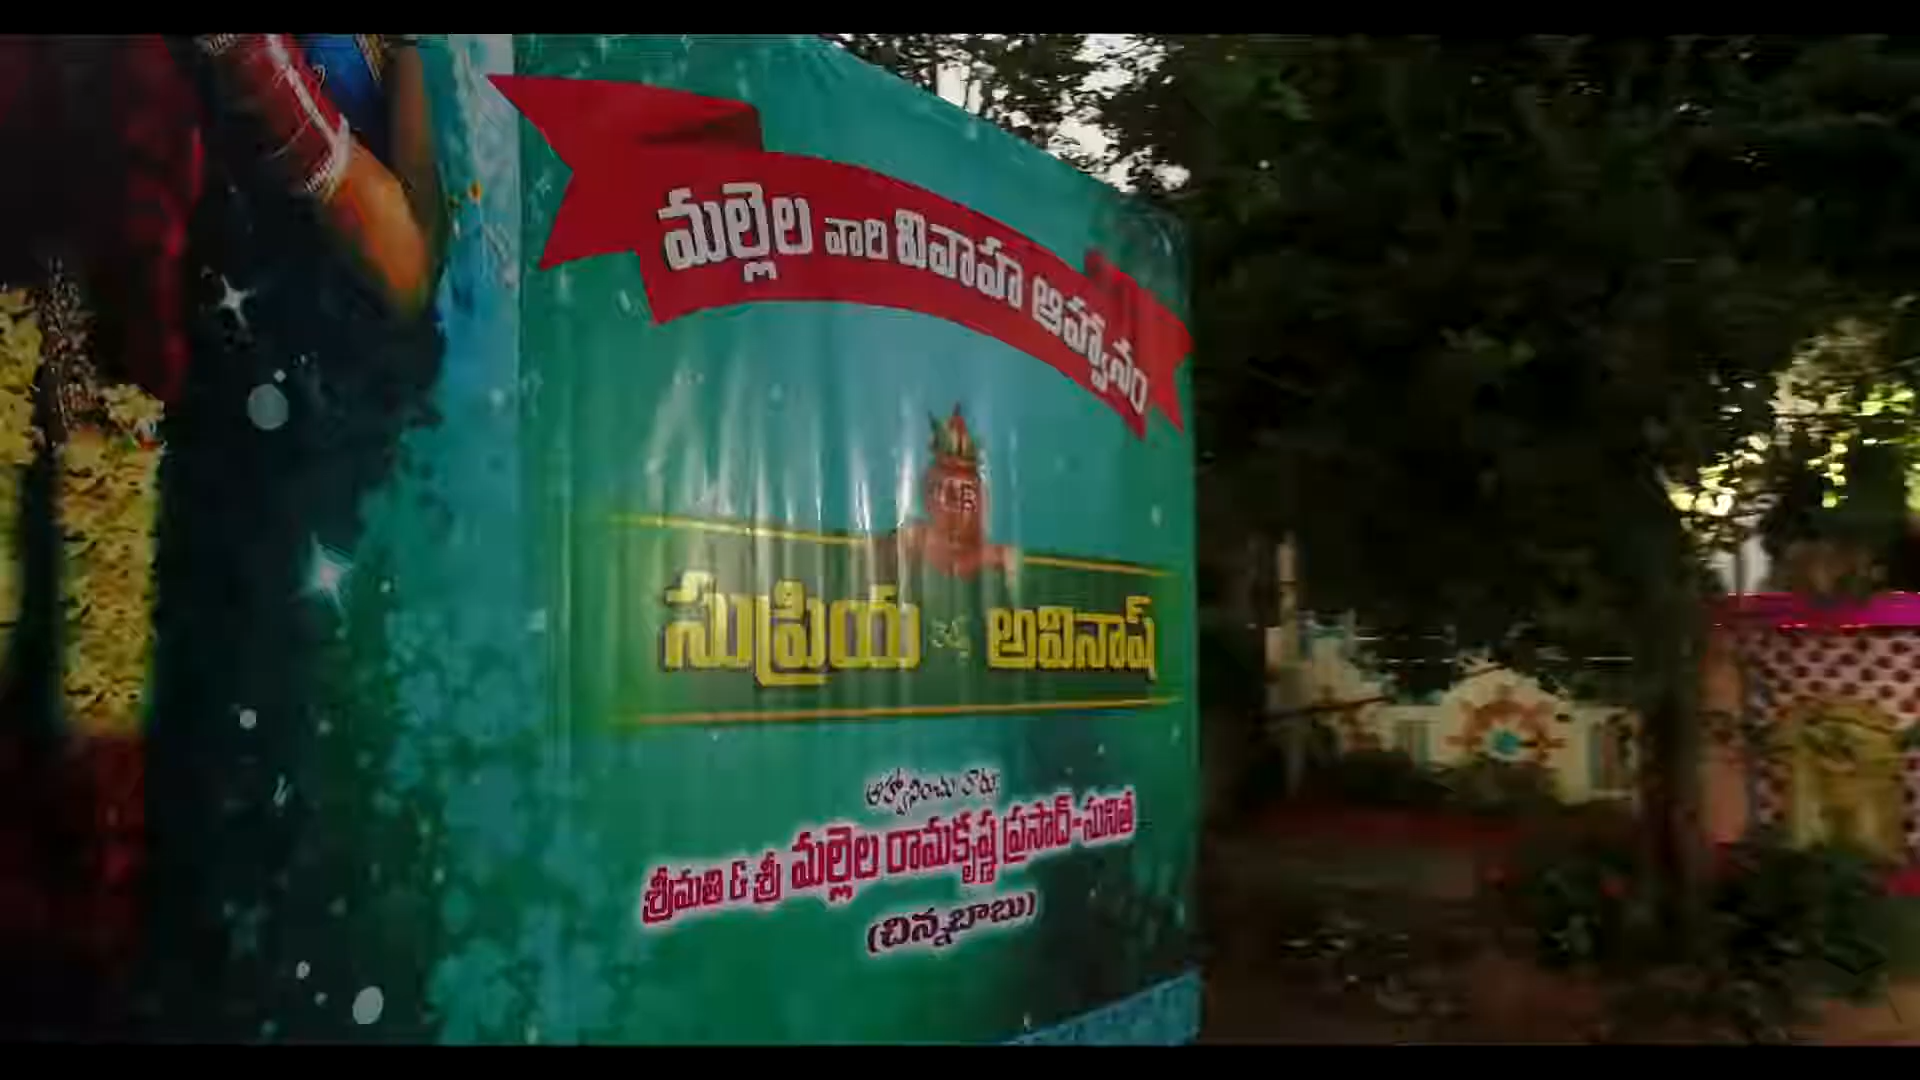 మల్లెల వారి వివాహ ఆహ్వానం
సుప్రియ వెడ్స్ అవినాష్
ఆహ్వానించు వారు:
శ్రీమతి & శ్రీ మల్లెల రామకృష్ణ ప్రసాద్-సునీత
(చిన్నబాబు)